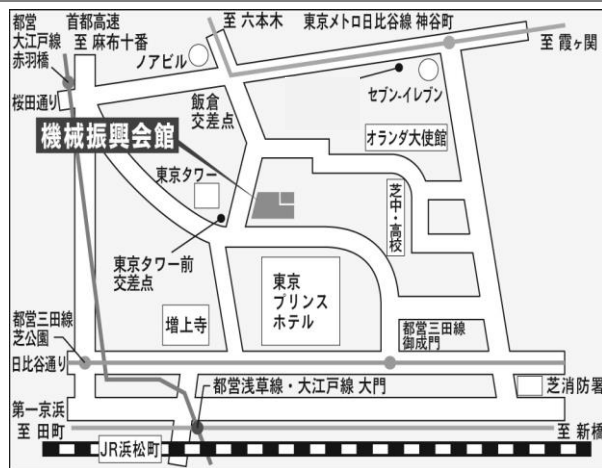 都営
大江戸線
赤羽橋
首都高速
至 麻布十番
至 六本木
東京メトロ日比谷線 神谷町
至 霞ヶ関
ノアビル
桜田通り
飯倉
交差点
セブン-イレブン
オランダ大使館
機械振興会館
東京タワー
芝中・高校
東京タワー前
交差点
東京
プリンス
ホテル
増上寺
都営三田線
芝公園
都営三田線
御成門
日比谷通り
都営浅草線・大江戸線 大門
芝消防署
第一京浜
至 田町
至 新橋
JR浜松町